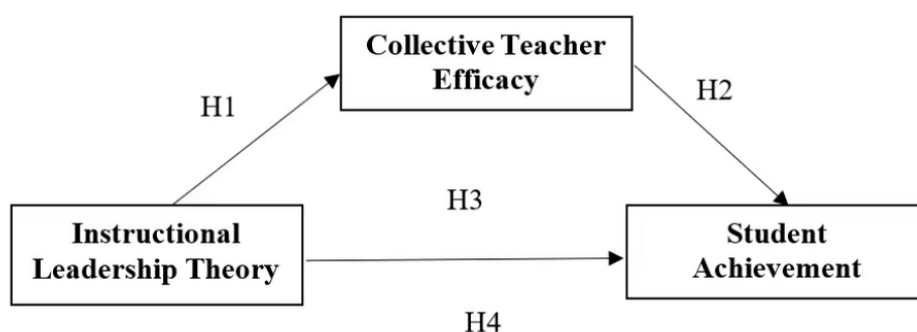 Collective Teacher
Efficacy
H1
H2
H3
Instructional
Leadership Theory
Student
Achievement
H4